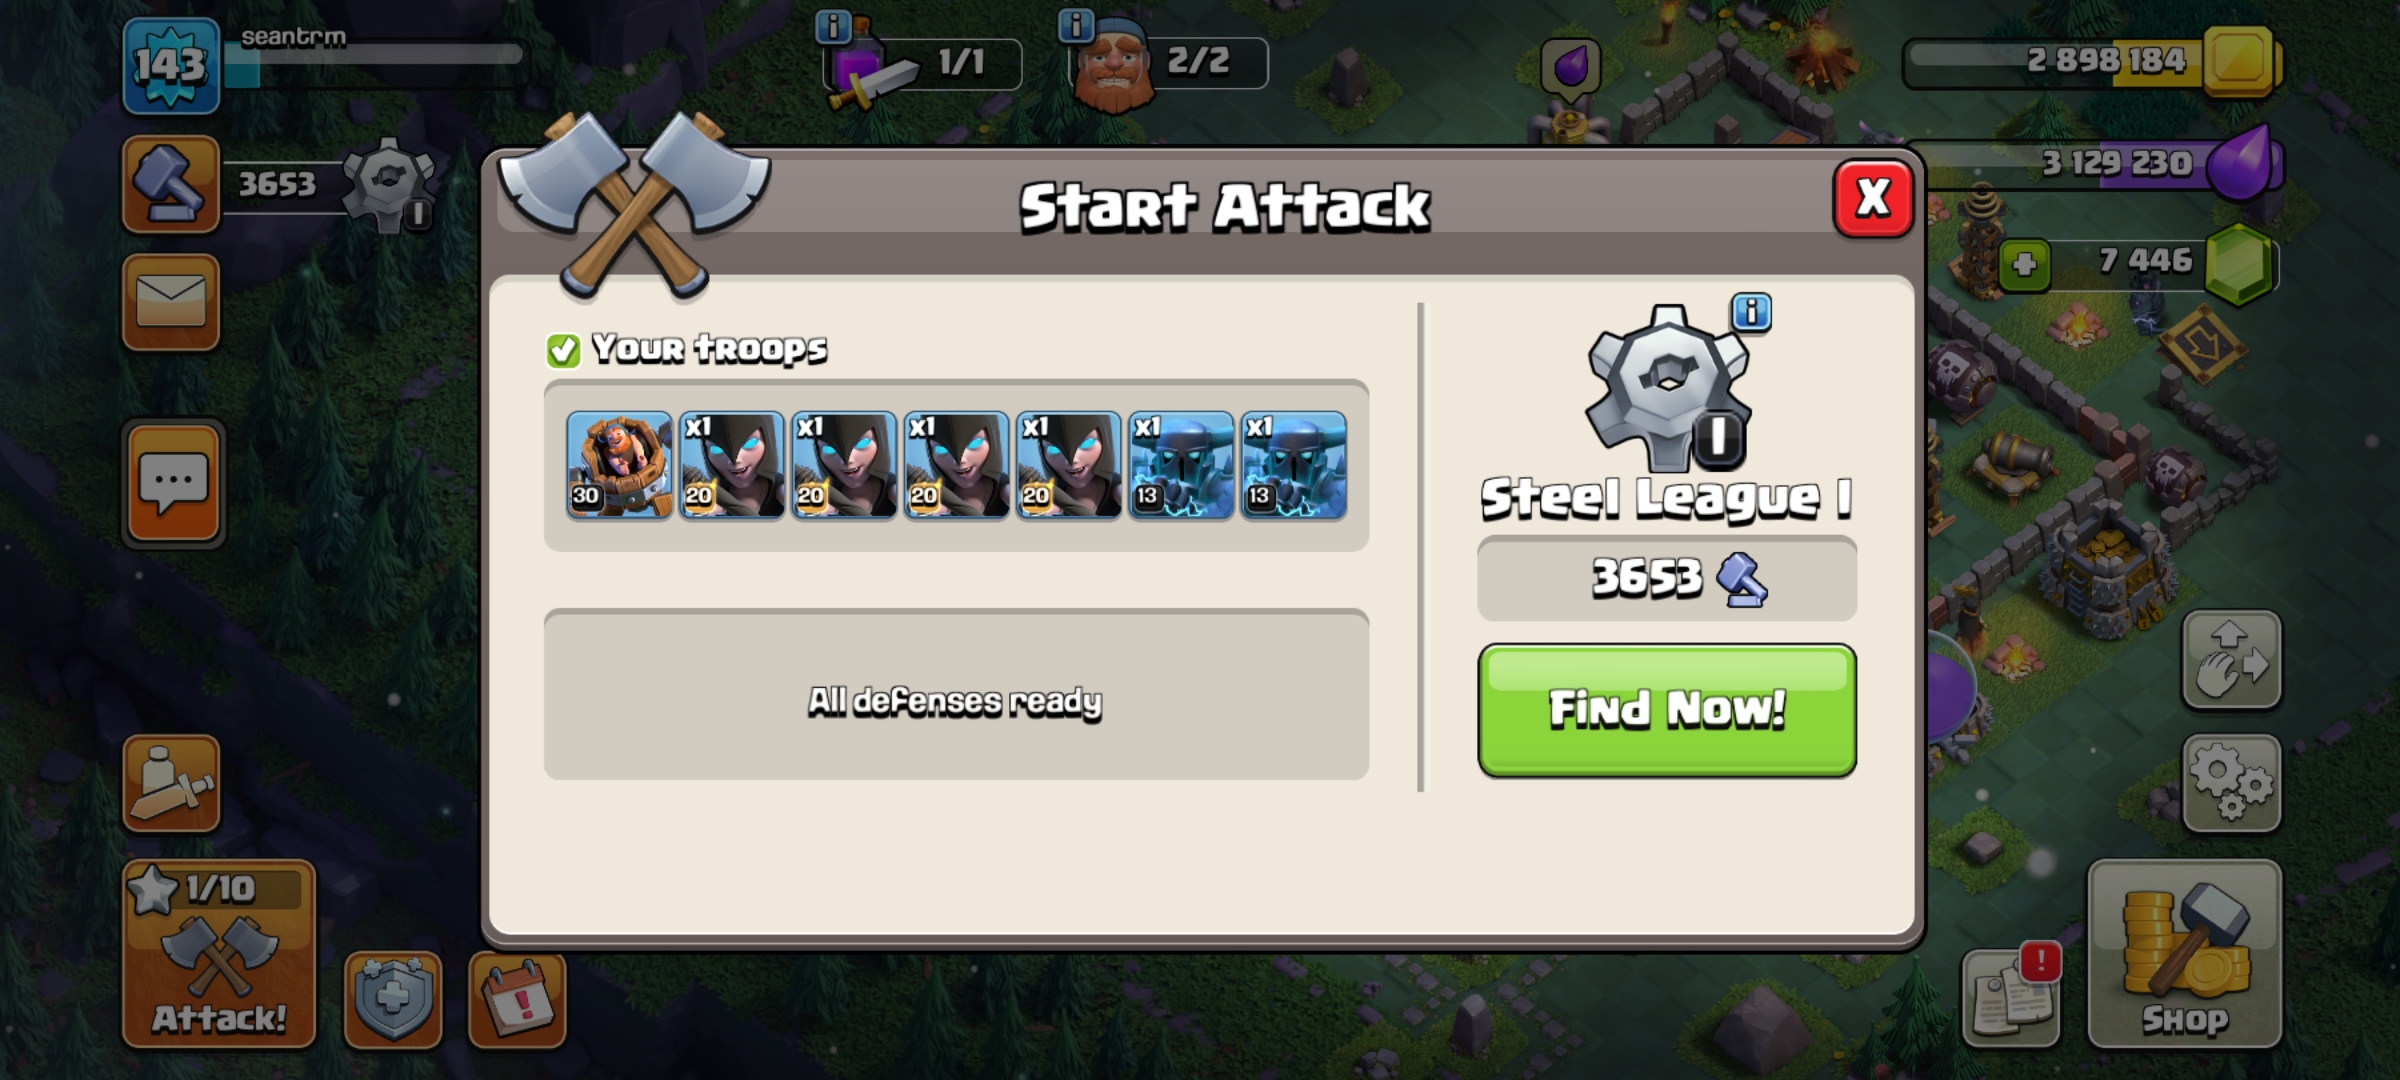 143
seantrm
1/1
2/2
2 898 184
3653
I
3 129 230
7 446
Start Attack
X
Your troops
30
x1
20
x1
20
x1
20
x1
20
x1
13
x1
13
I
Steel League I
3653
Find Now!
All defenses ready
1/10
Attack!
!
Shop